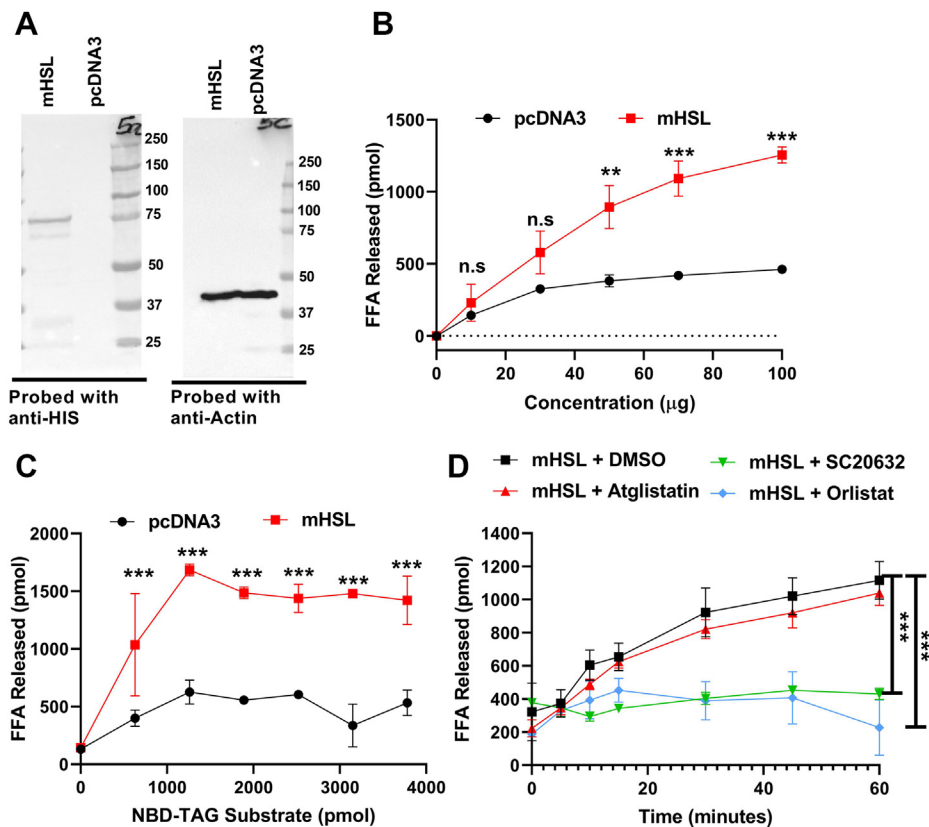 A
mHSL
pcDNA3
250
150
100
75
50
37
25
Probed with
anti-HIS
mHSL
pcDNA3
250
150
100
75
50
37
25
Probed with
anti-Actin
B
pcDNA3 mHSL
FFA Released (pmol)
1500
1000
500
0
n.s
n.s
**
***
***
0 20 40 60 80 100
Concentration (µg)
C
pcDNA3 mHSL
FFA Released (pmol)
2000
1500
1000
500
0
***
***
***
***
***
***
0 1000 2000 3000 4000
NBD-TAG Substrate (pmol)
D
mHSL + DMSO mHSL + SC20632
mHSL + Atglistatin mHSL + Orlistat
FFA Released (pmol)
1400
1200
1000
800
600
400
200
0
***
***
0 20 40 60
Time (minutes)